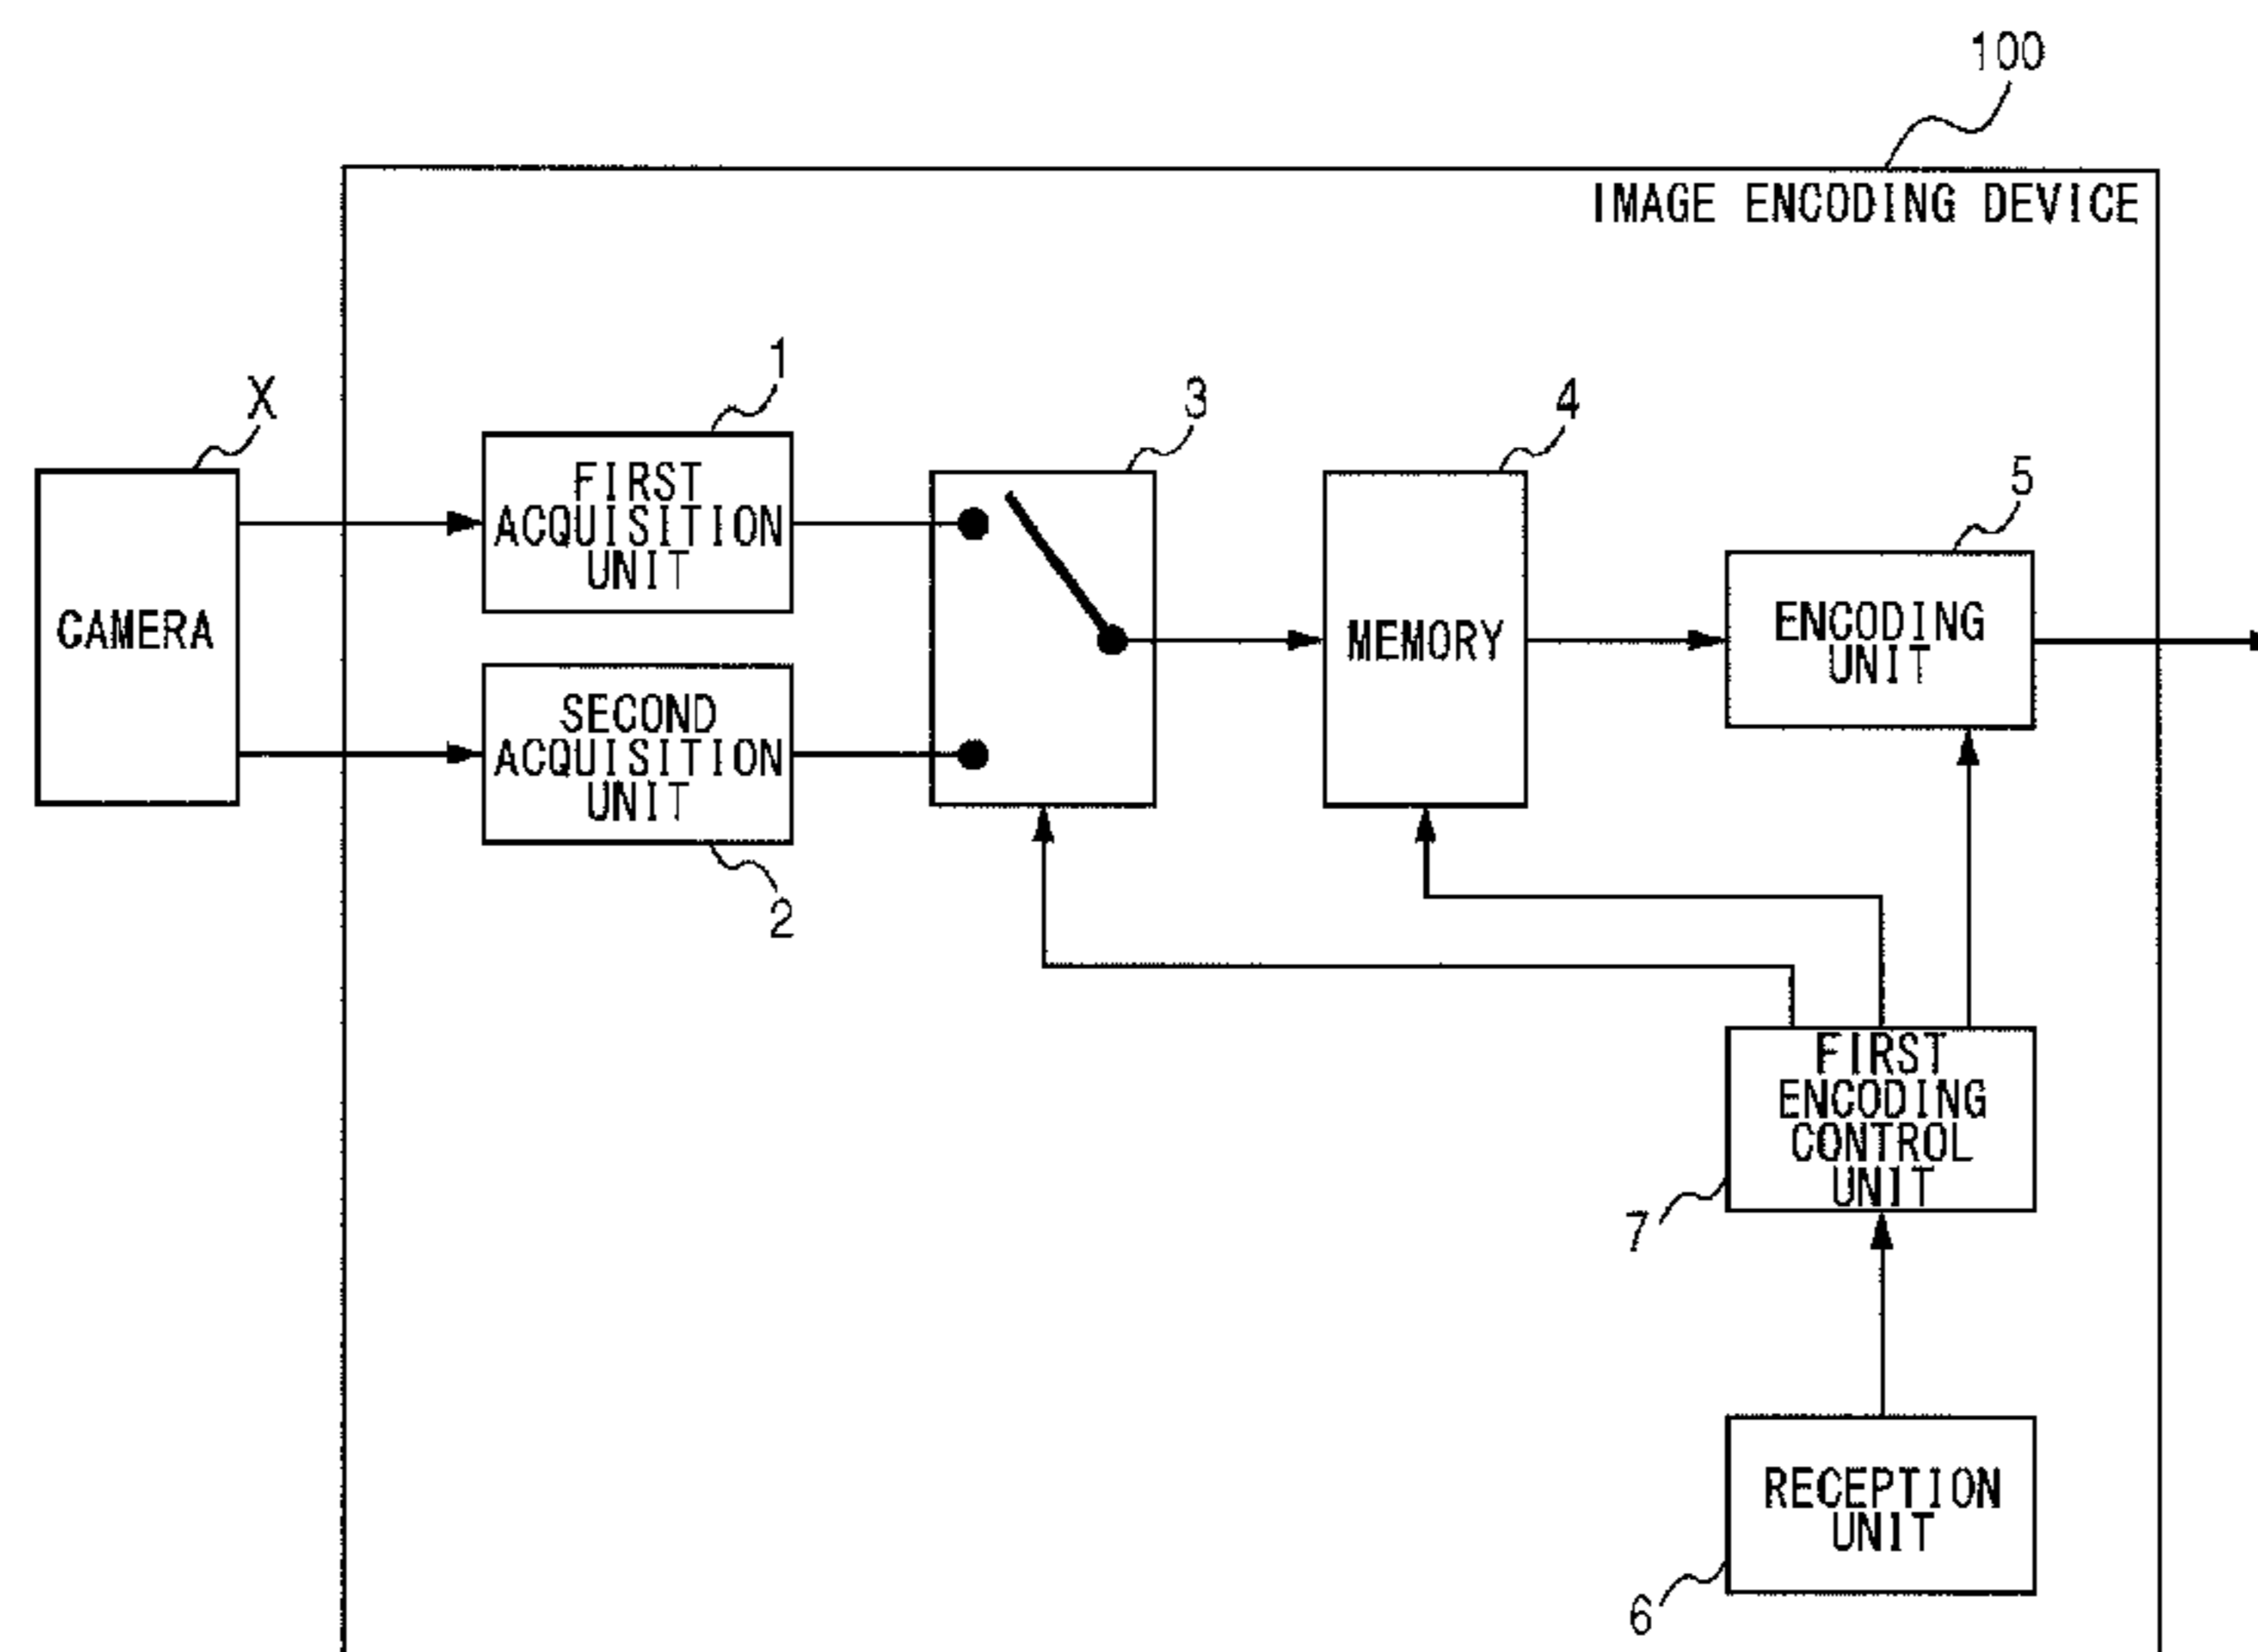 100
IMAGE ENCODING DEVICE
1
X
3
4
5
FIRST
ACQUISITION
UNIT
CAMERA
MEMORY
ENCODING
UNIT
SECOND
ACQUISITION
UNIT
2
FIRST
ENCODING
CONTROL
UNIT
7
RECEPTION
UNIT
6